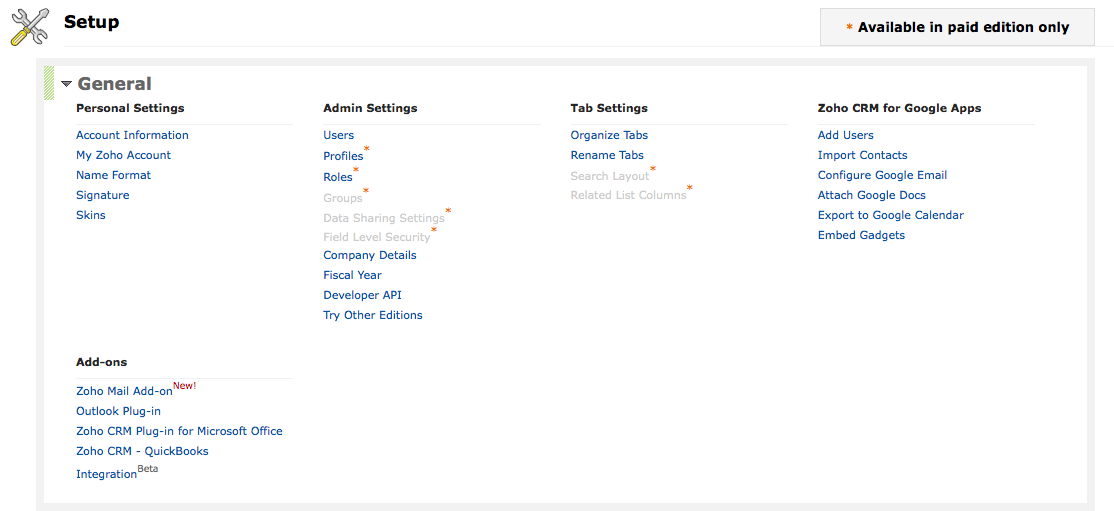 Setup
* Available in paid edition only
General
Personal Settings
Account Information
My Zoho Account
Name Format
Signature
Skins
Admin Settings
Users
Profiles*
Roles*
Groups*
Data Sharing Settings*
Field Level Security*
Company Details
Fiscal Year
Developer API
Try Other Editions
Tab Settings
Organize Tabs
Rename Tabs
Search Layout*
Related List Columns*
Zoho CRM for Google Apps
Add Users
Import Contacts
Configure Google Email
Attach Google Docs
Export to Google Calendar
Embed Gadgets
Add-ons
Zoho Mail Add-on New!
Outlook Plug-in
Zoho CRM Plug-in for Microsoft Office
Zoho CRM - QuickBooks
Integration Beta